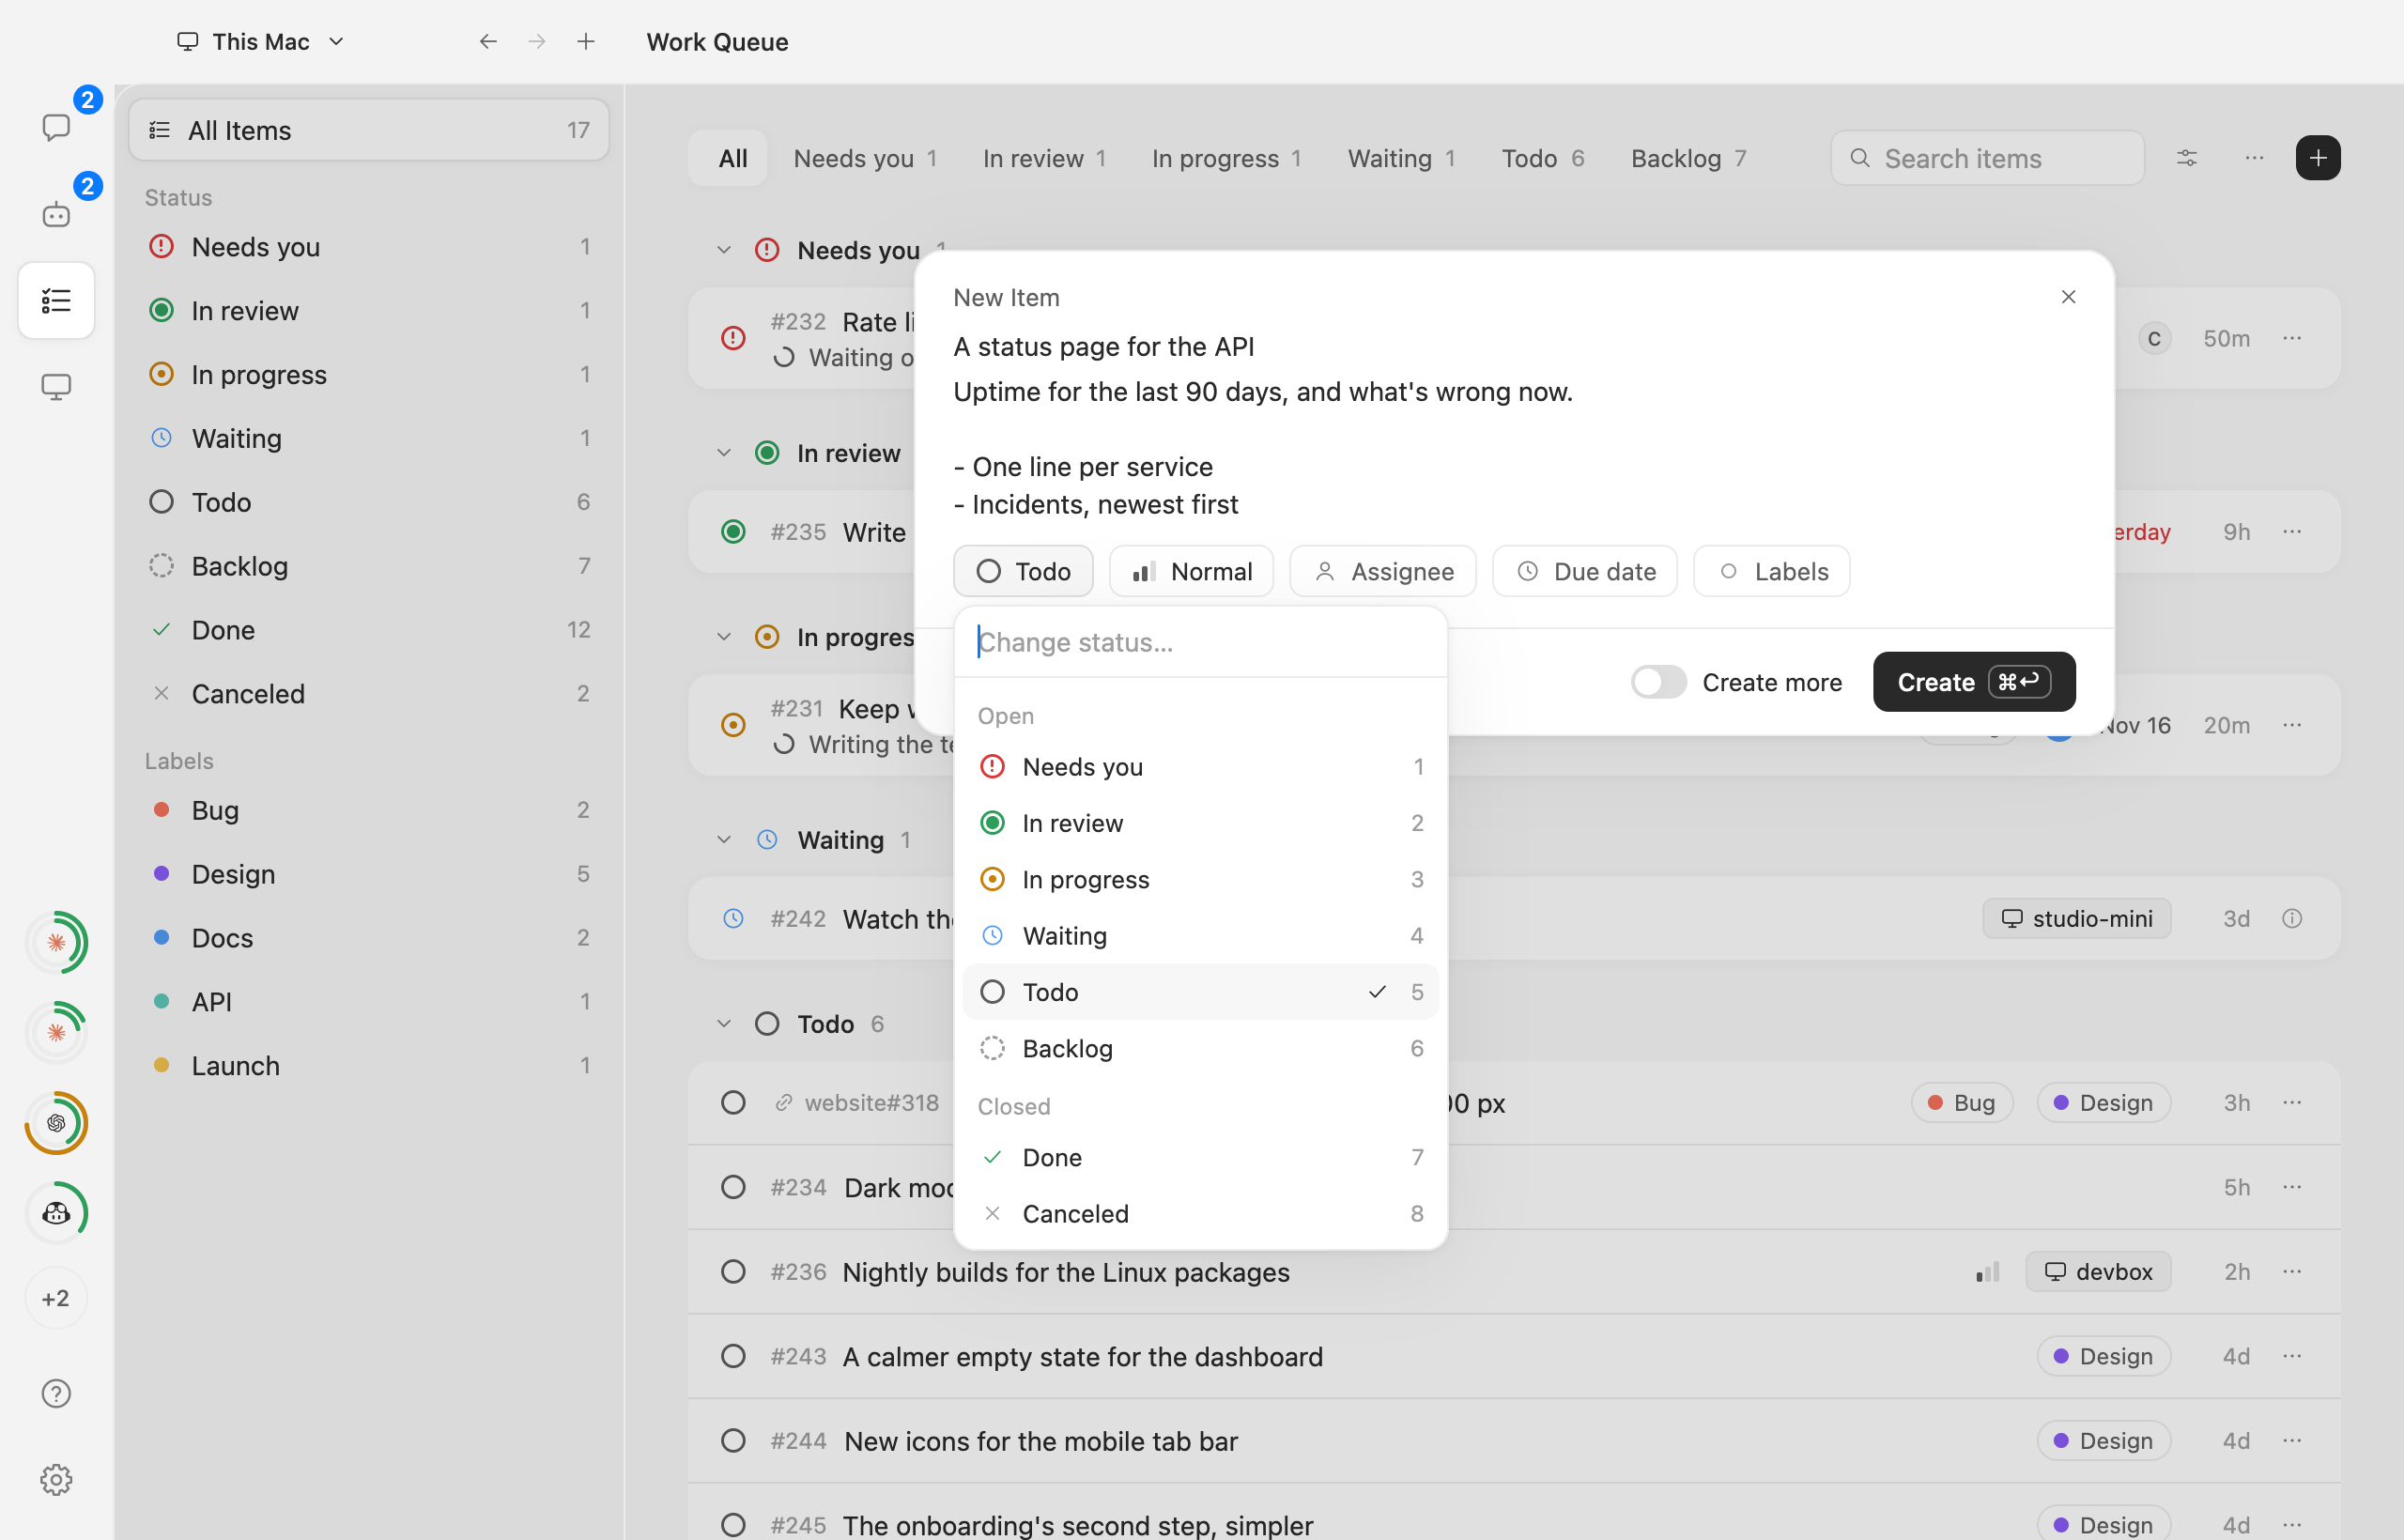 This Mac
Work Queue
2
2
All Items 17
Status
Needs you 1
In review 1
In progress 1
Waiting 1
Todo 6
Backlog 7
Done 12
Canceled 2
Labels
Bug 2
Design 5
Docs 2
API 1
Launch 1
+2
All
Needs you 1
In review 1
In progress 1
Waiting 1
Todo 6
Backlog 7
Search items
Needs you 1
#232 Rate li
Waiting o
C 50m
In review
#235 Write
erday 9h
In progres
#231 Keep
Writing the te
Nov 16 20m
Waiting 1
#242 Watch the
studio-mini 3d
Todo 6
website#318
00 px
Bug Design 3h
#234 Dark mod
5h
#236 Nightly builds for the Linux packages
devbox 2h
#243 A calmer empty state for the dashboard
Design 4d
#244 New icons for the mobile tab bar
Design 4d
#245 The onboarding's second step, simpler
Design 4d
New Item
A status page for the API
Uptime for the last 90 days, and what's wrong now.
- One line per service
- Incidents, newest first
Todo
Normal
Assignee
Due date
Labels
Create more
Create ⌘↩
Change status...
Open
Needs you 1
In review 2
In progress 3
Waiting 4
Todo 5
Backlog 6
Closed
Done 7
Canceled 8